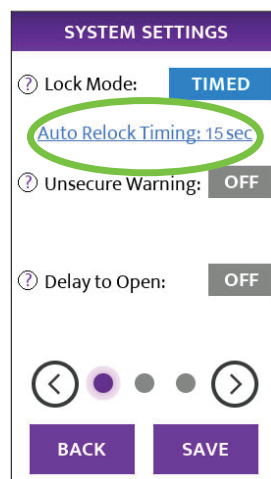 SYSTEM SETTINGS
? Lock Mode: TIMED
Auto Relock Timing: 15 sec
? Unsecure Warning: OFF
? Delay to Open: OFF
BACK SAVE